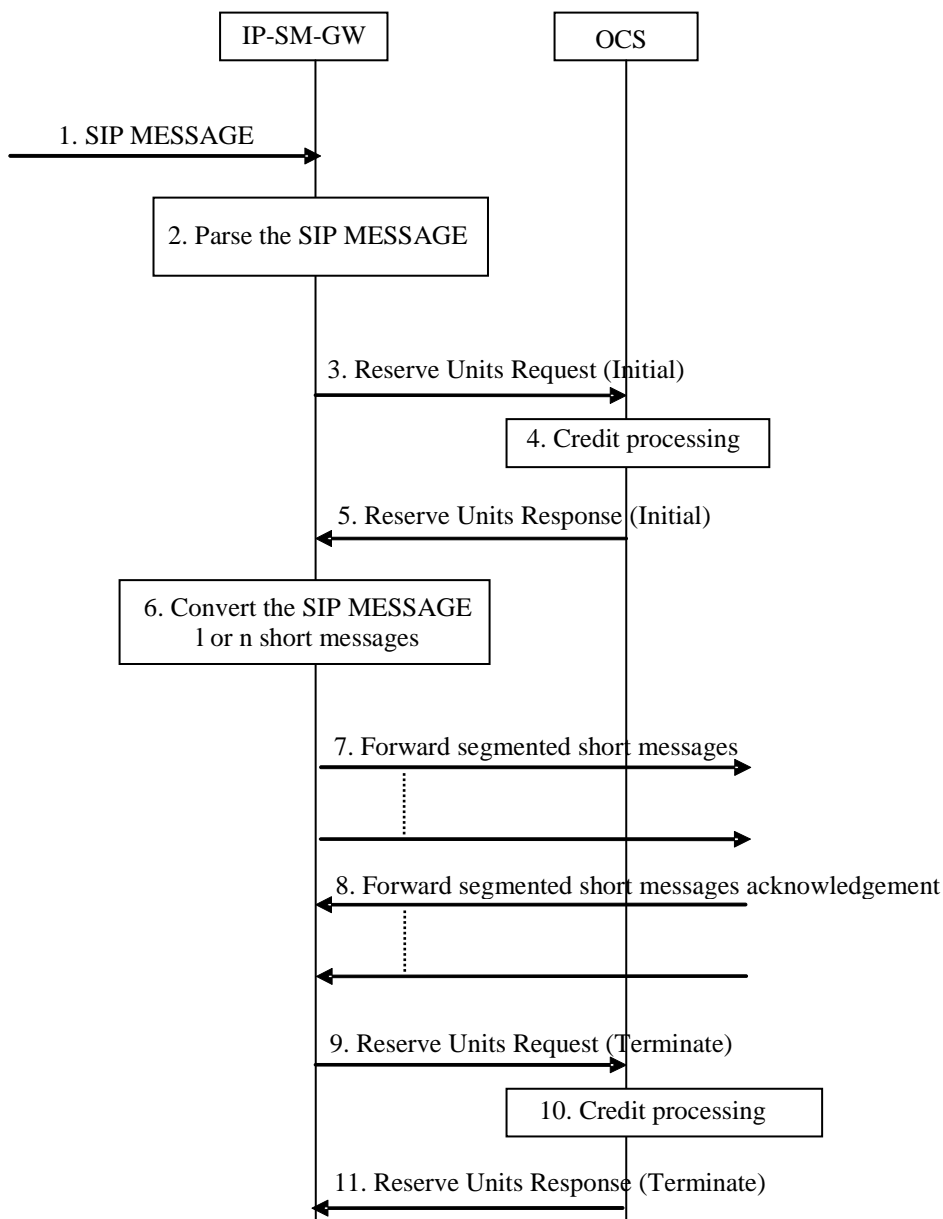 IP-SM-GW
OCS
1. SIP MESSAGE
2. Parse the SIP MESSAGE
3. Reserve Units Request (Initial)
4. Credit processing
5. Reserve Units Response (Initial)
6. Convert the SIP MESSAGE
1 or n short messages
7. Forward segmented short messages
8. Forward segmented short messages acknowledgement
9. Reserve Units Request (Terminate)
10. Credit processing
11. Reserve Units Response (Terminate)